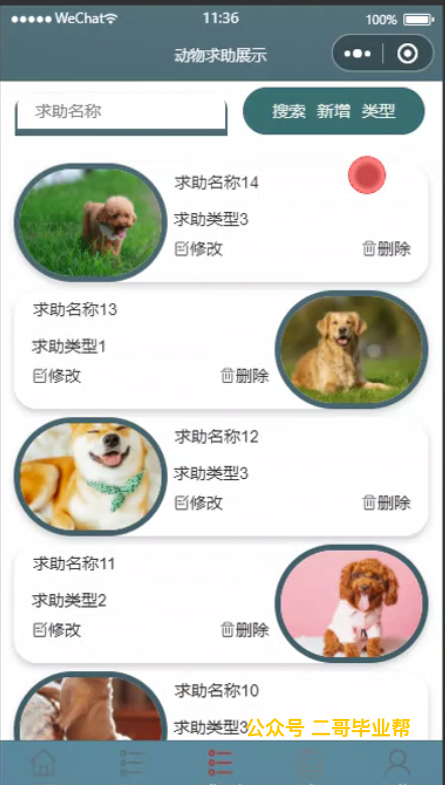 WeChat 11:36 100%
动物求助展示
求助名称 搜索 新增 类型
求助名称14
求助类型3
修改 删除
求助名称13
求助类型1
修改 删除
求助名称12
求助类型3
修改 删除
求助名称11
求助类型2
修改 删除
求助名称10
求助类型3
公众号 二哥毕业帮